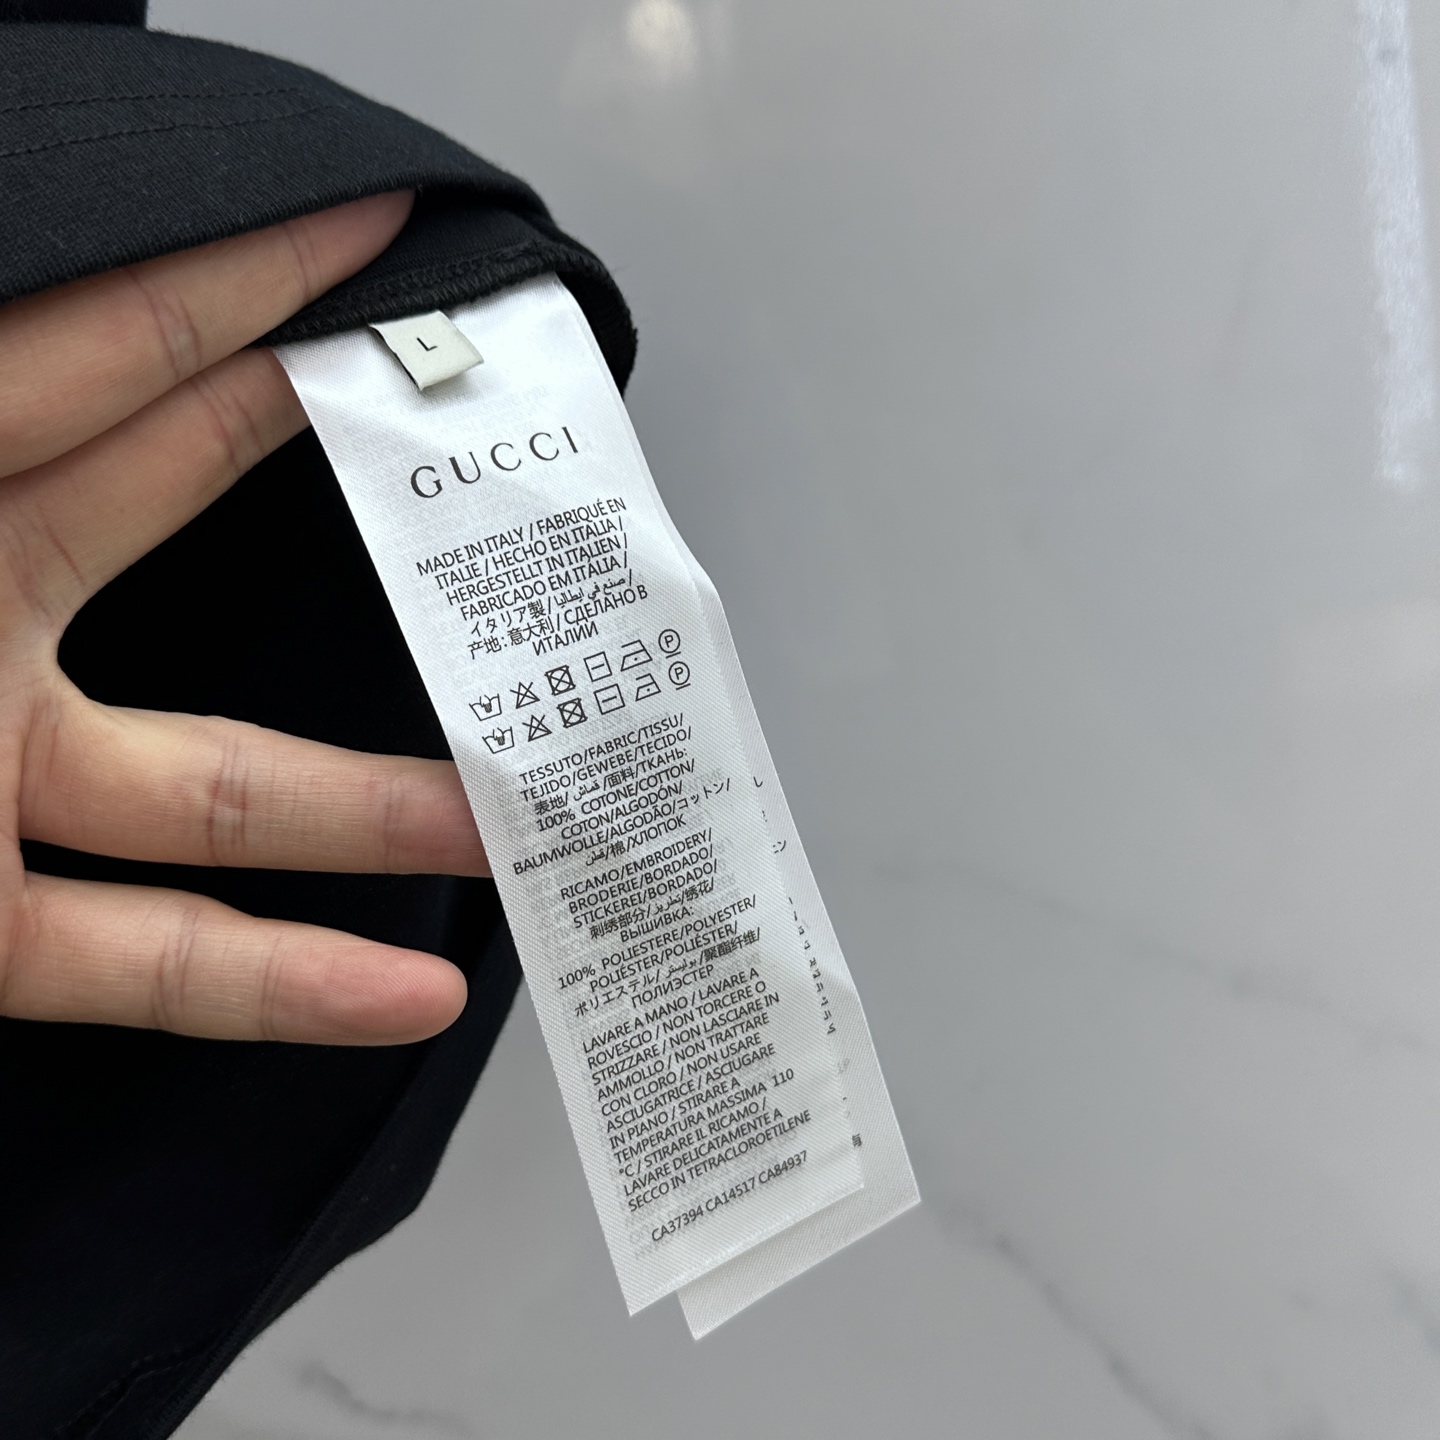 L
GUCCI
MADE IN ITALY / FABRIQUÉ EN
ITALIE / HECHO EN ITALIA /
HERGESTELLT IN ITALIEN /
FABRICADO EM ITALIA /
イタリア製 / صنع في إيطاليا /
产地: 意大利 / СДЕЛАНО В
ИТАЛИИ
P
P
TESSUTO/FABRIC/TISSU/
TEJIDO/GEWEBE/TECIDO/
表地/ قماش /面料/ТКАНЬ:
100% COTONE/COTTON/
COTON/ALGODÓN/
BAUMWOLLE/ALGODÃO/コットン/
قطن/棉/ХЛОПОК
RICAMO/EMBROIDERY/
BRODERIE/BORDADO/
STICKEREI/BORDADO/
刺绣部分/تطريز/绣花/
ВЫШИВКА:
100% POLIESTERE/POLYESTER/
POLIÉSTER/POLIÉSTER/
ポリエステル/ بوليستر /聚酯纤维/
ПОЛИЭСТЕР
LAVARE A MANO / LAVARE A
ROVESCIO / NON TORCERE O
STRIZZARE / NON LASCIARE IN
AMMOLLO / NON TRATTARE
CON CLORO / NON USARE
ASCIUGATRICE / ASCIUGARE
IN PIANO / STIRARE A
TEMPERATURA MASSIMA 110
°C / STIRARE IL RICAMO /
LAVARE DELICATAMENTE A
SECCO IN TETRACLOROETILENE
CA37394 CA14517 CA84937